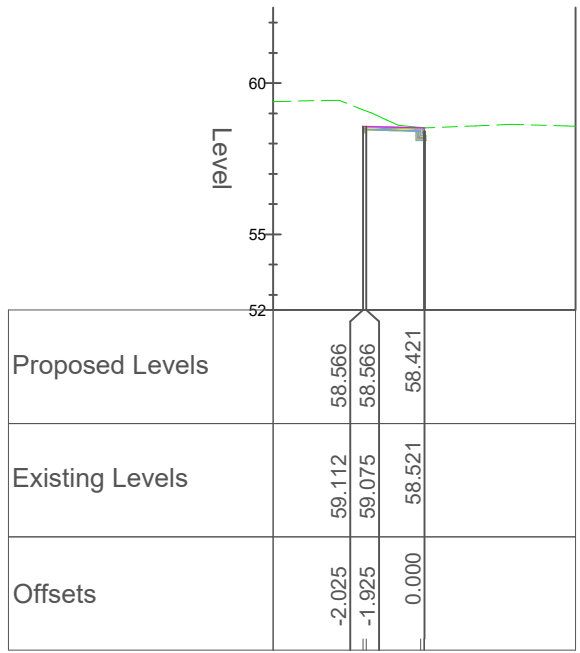 60
Level
55
52
Proposed Levels 58.566 58.566 58.421
Existing Levels 59.112 59.075 58.521
Offsets -2.025 -1.925 0.000